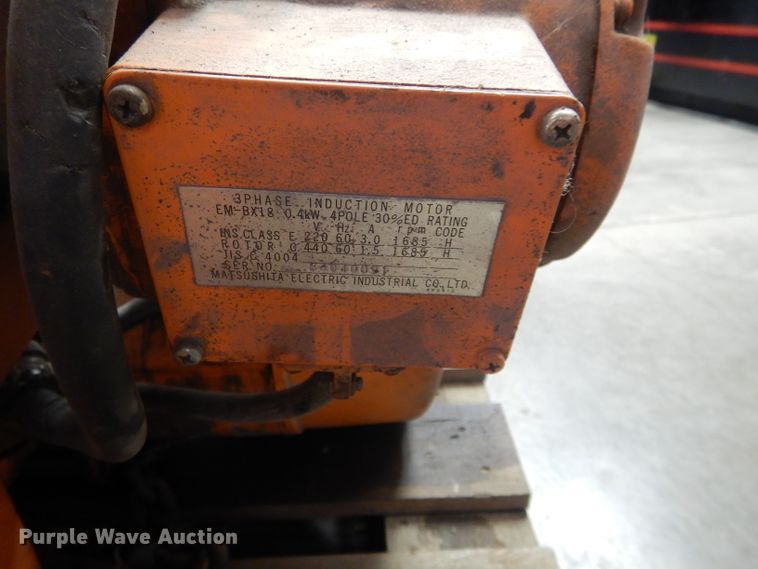 3PHASE INDUCTION MOTOR
EM-BX18 0.4kW 4POLE 30%ED RATING
V Hz A rpm CODE
INS.CLASS E 220 60 3.0 1685 H
ROTOR 0 440 60 1.5 1685 H
JIS C 4004
SER NO.
MATSUSHITA ELECTRIC INDUSTRIAL CO.,LTD.
Purple Wave Auction